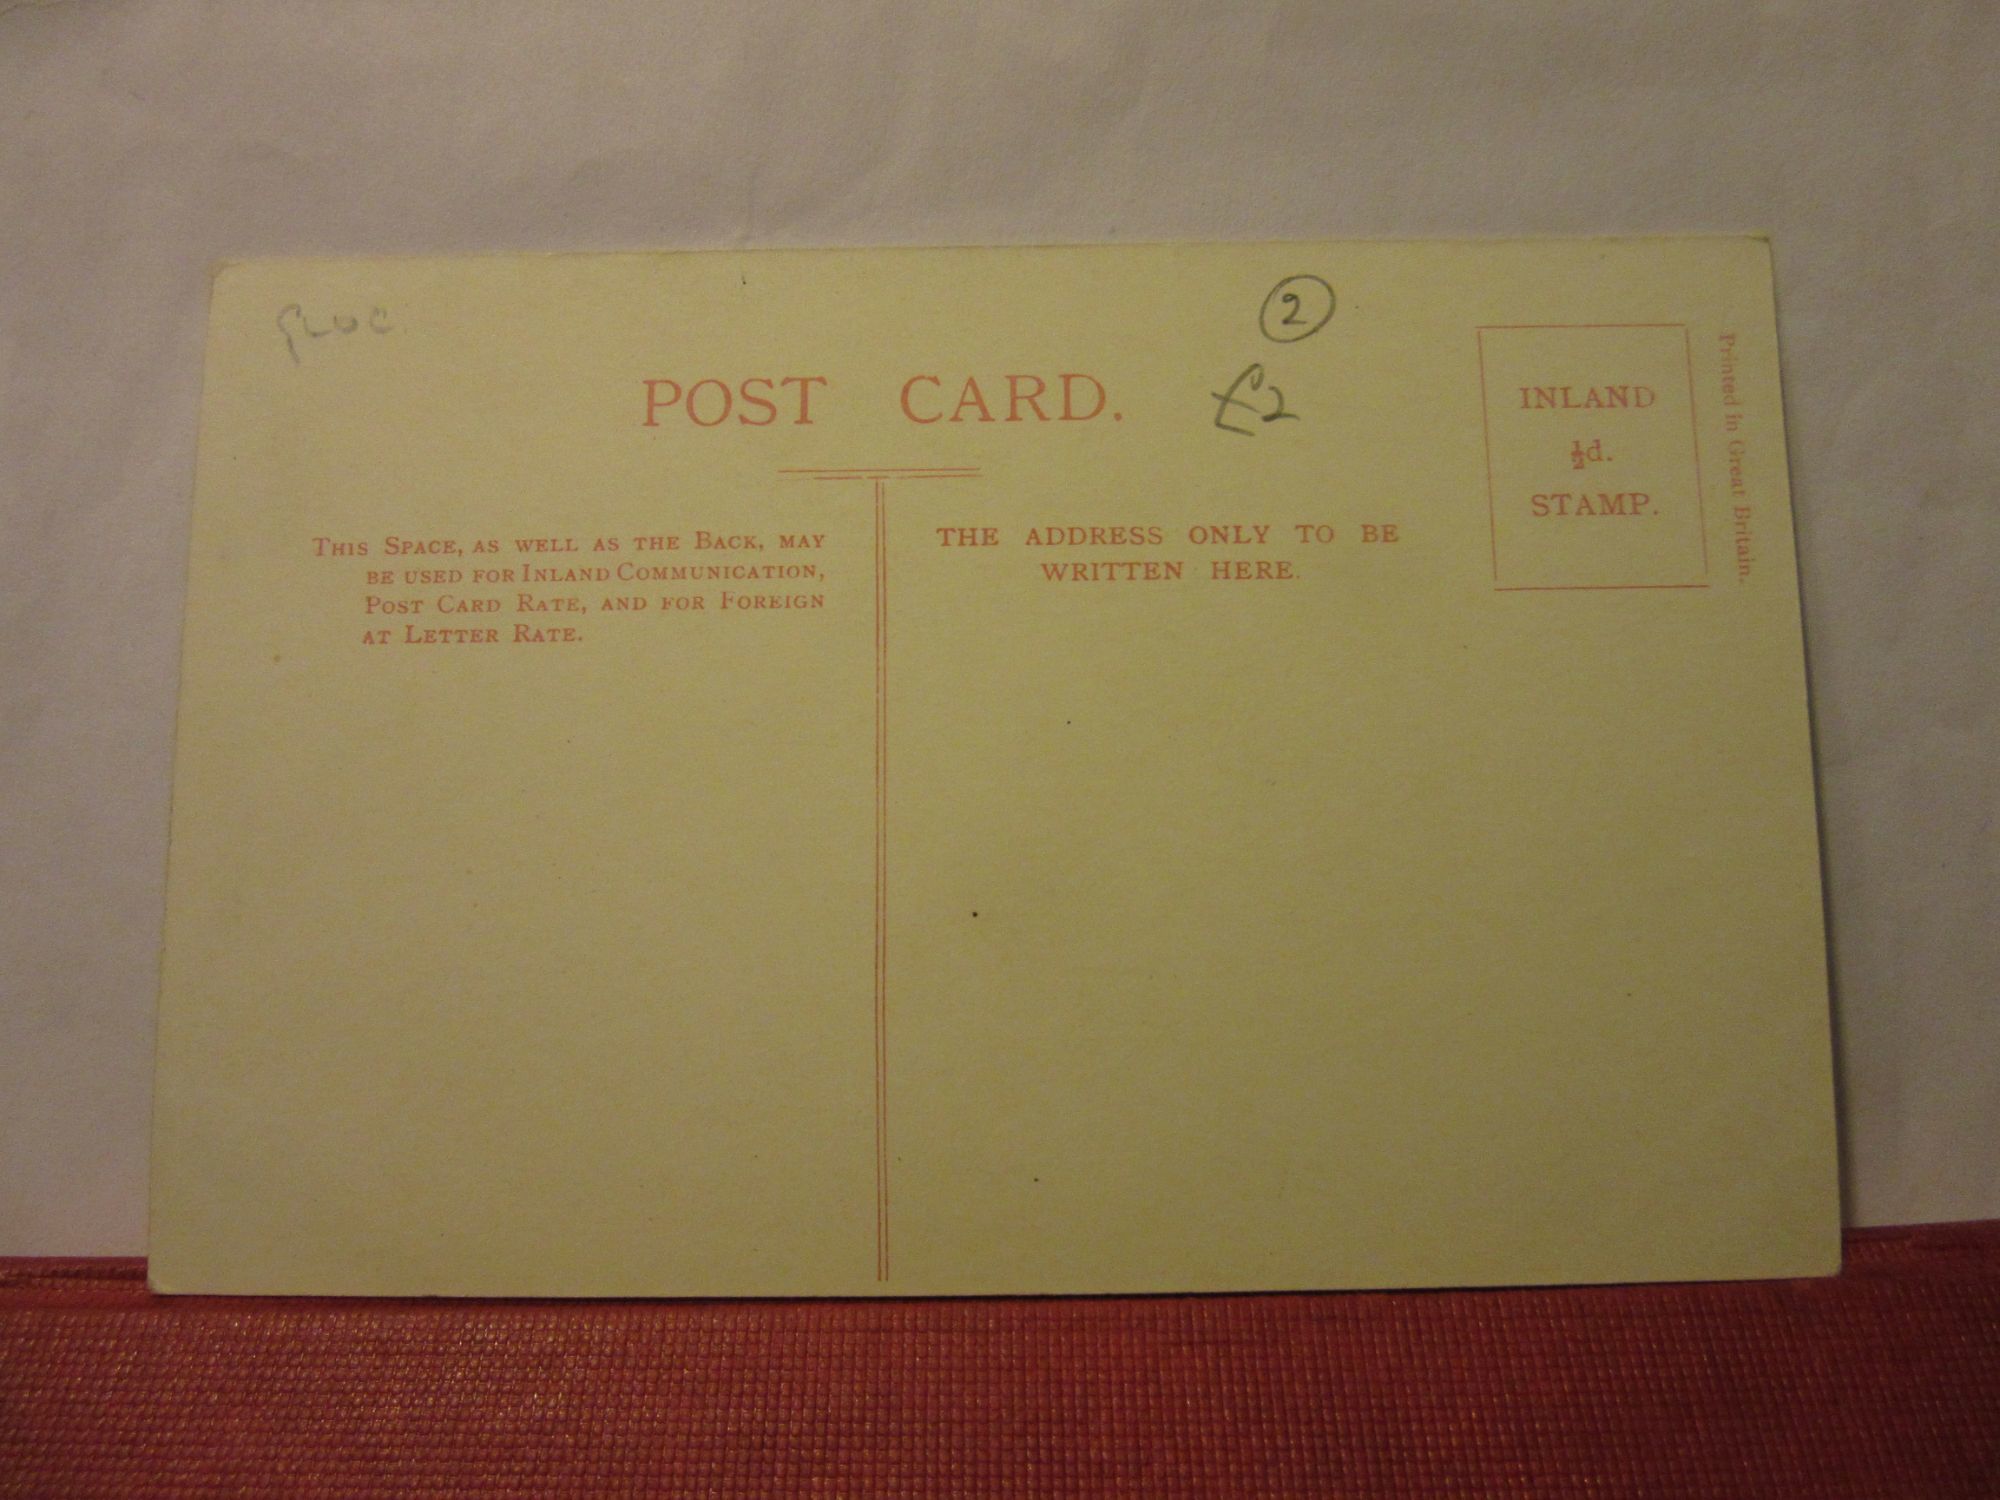 GLOC.
②
POST CARD.
£2
INLAND
½d.
STAMP.
Printed in Great Britain.
THIS SPACE, AS WELL AS THE BACK, MAY
BE USED FOR INLAND COMMUNICATION,
POST CARD RATE, AND FOR FOREIGN
AT LETTER RATE.
THE ADDRESS ONLY TO BE
WRITTEN HERE.